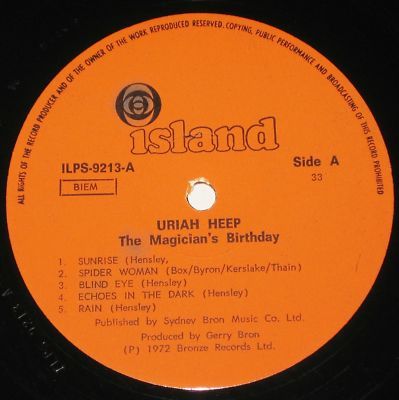 ALL RIGHTS OF THE RECORD PRODUCER AND OF THE OWNER OF THE WORK REPRODUCED RESERVED. COPYING, PUBLIC PERFORMANCE AND BROADCASTING OF THIS RECORD PROHIBITED
island
ILPS-9213-A
Side A
BIEM
33
URIAH HEEP
The Magician's Birthday
1. SUNRISE (Hensley,
2. SPIDER WOMAN (Box/Byron/Kerslake/Thain)
3. BLIND EYE (Hensley)
4. ECHOES IN THE DARK (Hensley)
5. RAIN (Hensley)
Published by Sydney Bron Music Co. Ltd.
Produced by Gerry Bron
(P) 1972 Bronze Records Ltd.